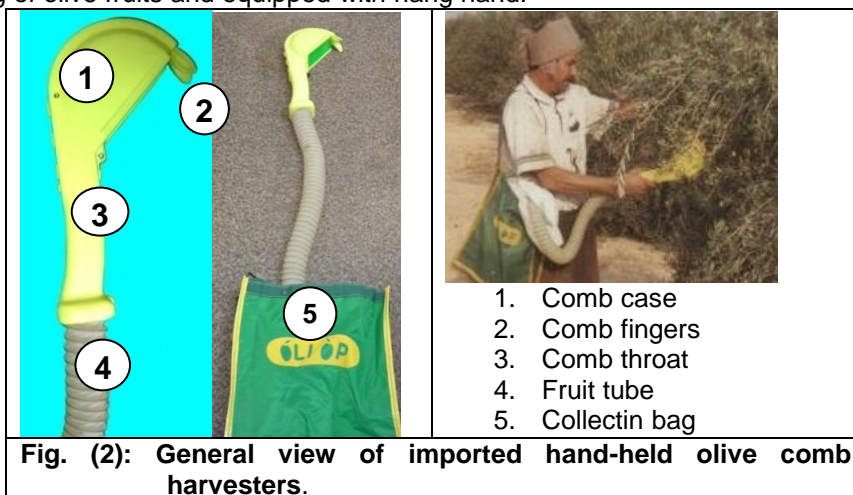 g of olive fruits and equipped with hang hand.
1
2
3
4
5
ÓLI ÓP
1. Comb case
2. Comb fingers
3. Comb throat
4. Fruit tube
5. Collectin bag
Fig. (2): General view of imported hand-held olive comb
harvesters.